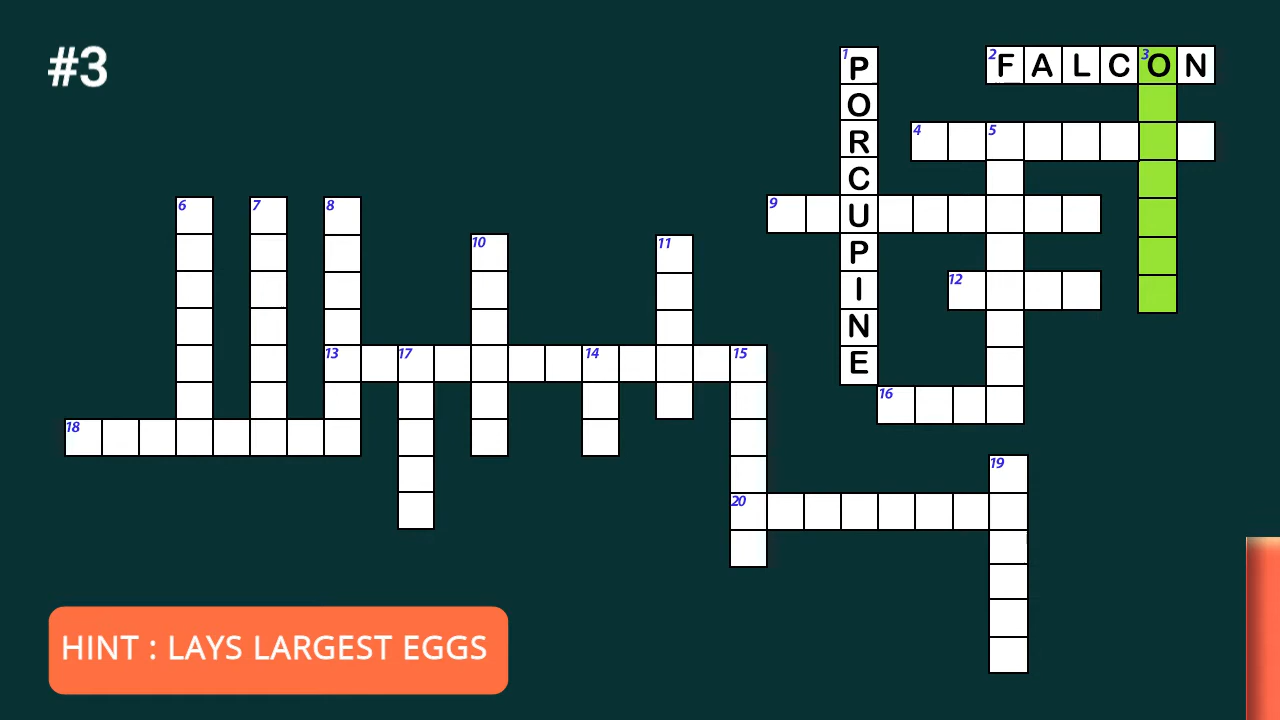 #3
1 2 3
FALCON
PORCUPINE
4 5
6 7 8 9
10 11
12
13 17 14 15
16
18
19
20
HINT : LAYS LARGEST EGGS